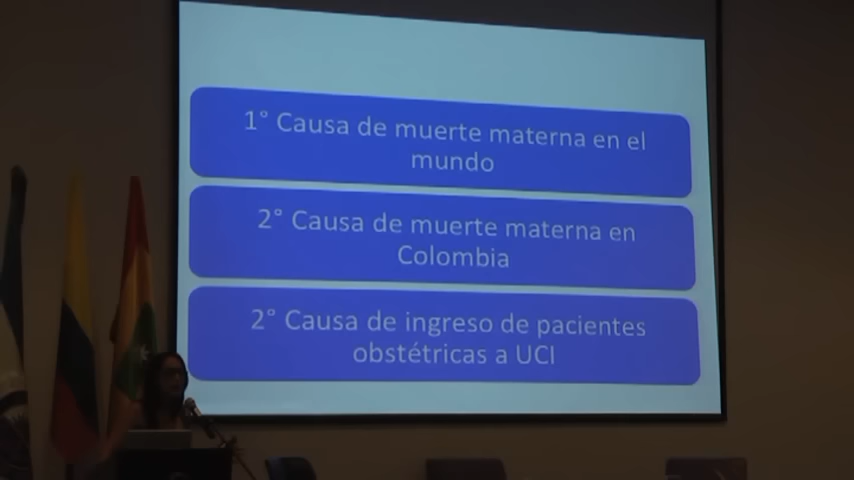 1° Causa de muerte materna en el
mundo
2° Causa de muerte materna en
Colombia
2° Causa de ingreso de pacientes
obstétricas a UCI